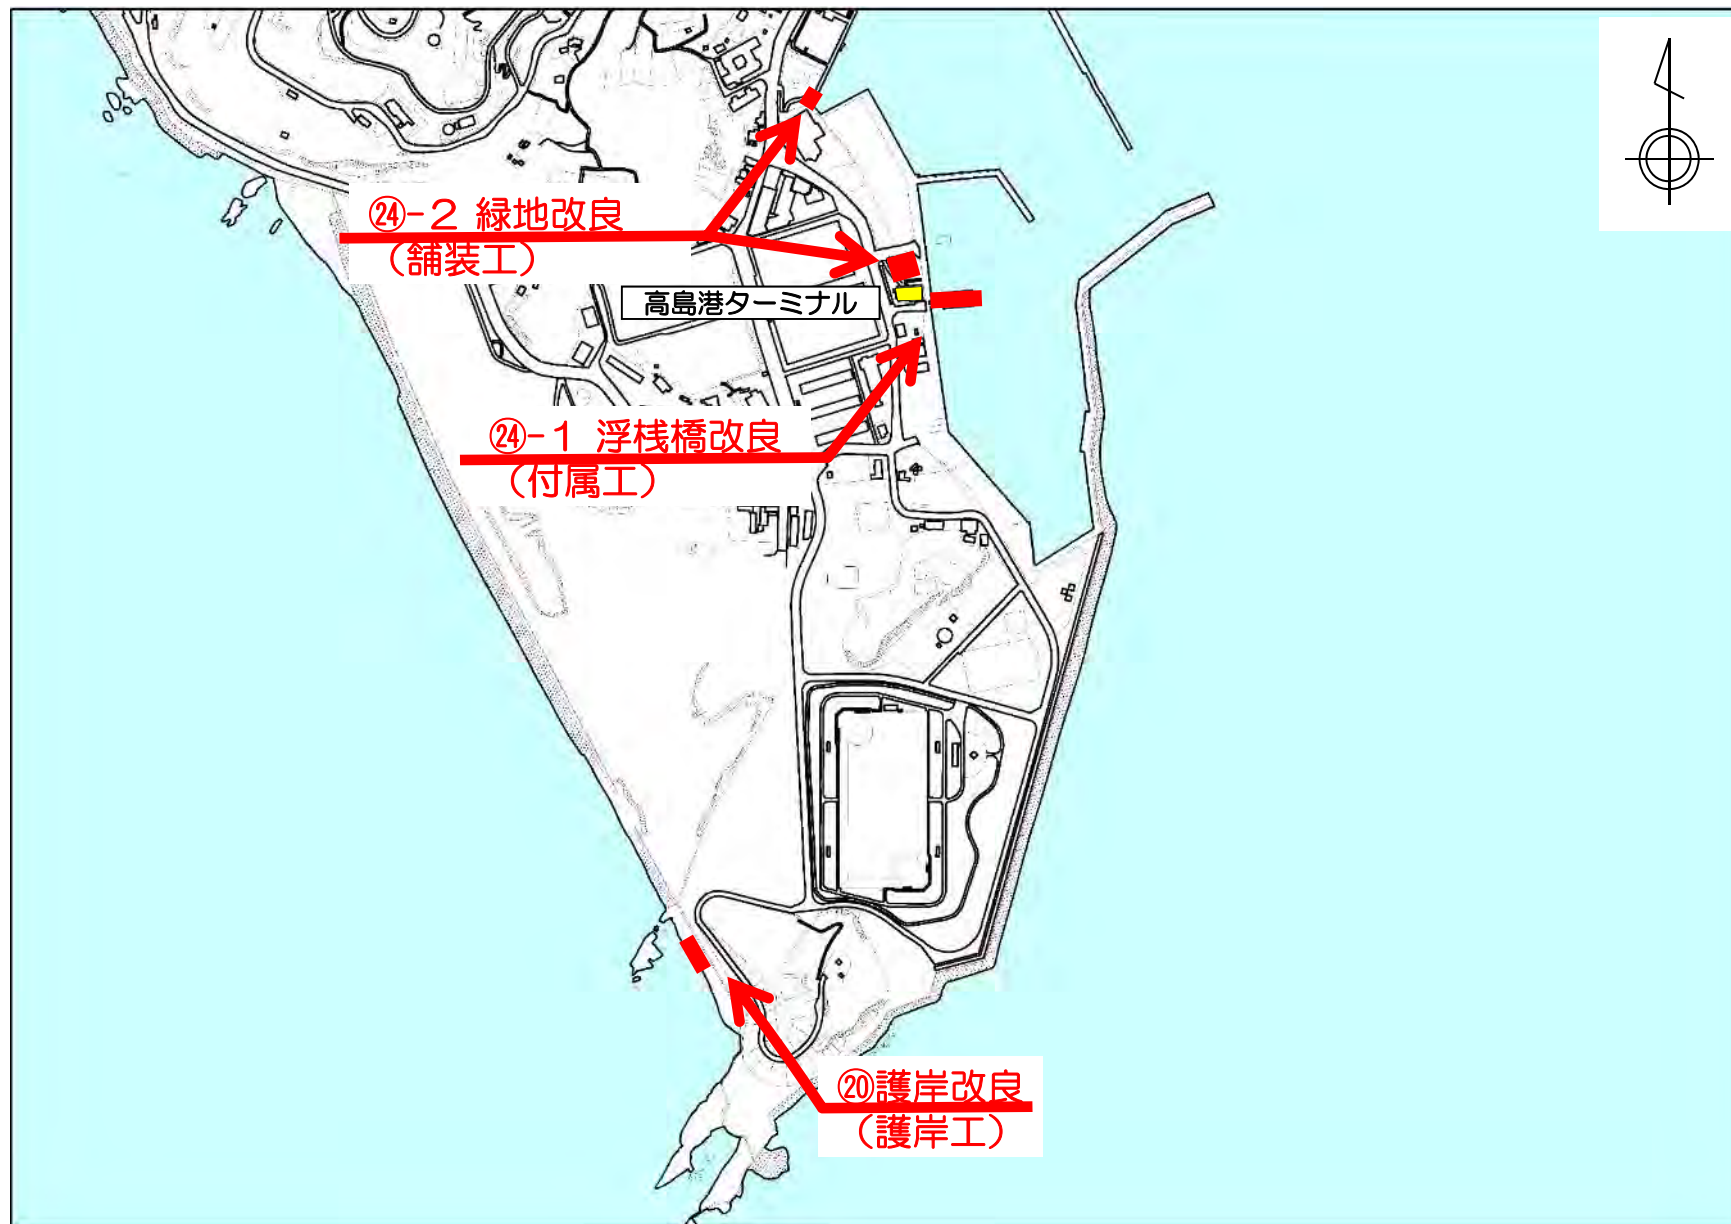 ㉔-2 緑地改良
（舗装工）
高島港ターミナル
㉔-1 浮桟橋改良
（付属工）
⑳護岸改良
（護岸工）